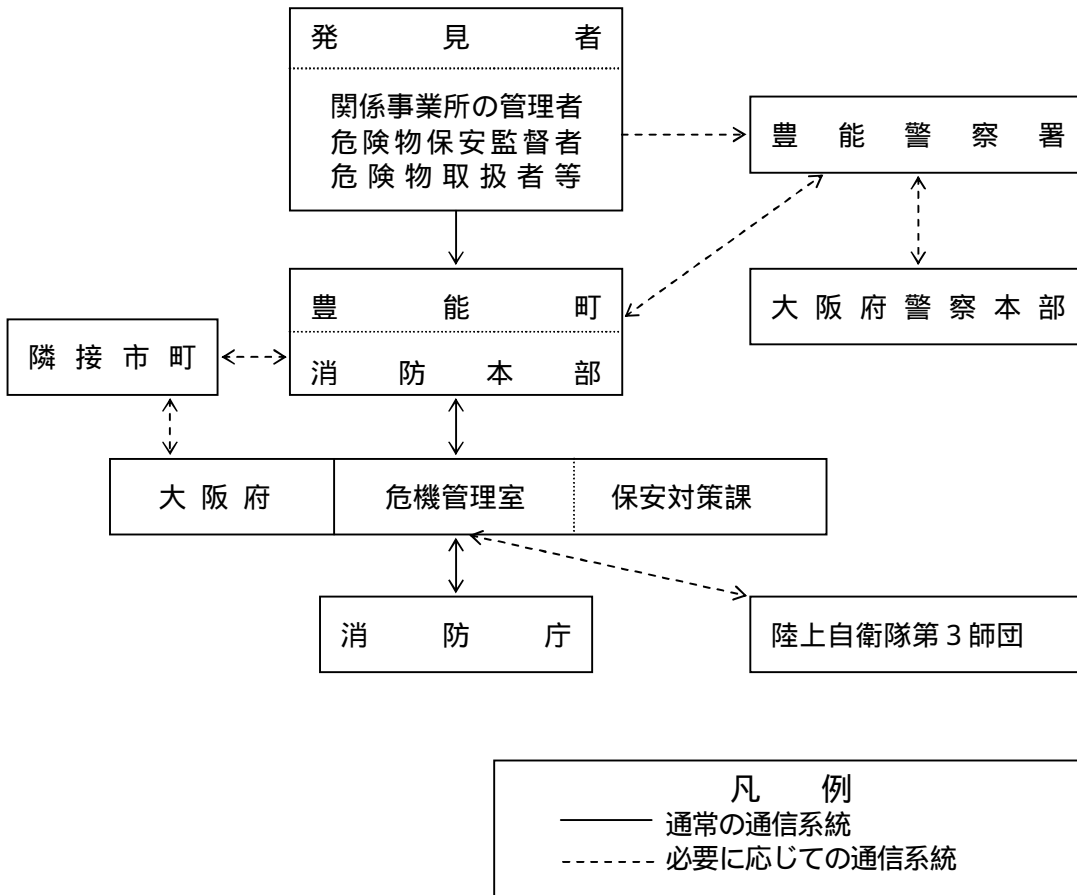 発見者
関係事業所の管理者
危険物保安監督者
危険物取扱者等
豊能警察署
豊能町
消防本部
大阪府警察本部
隣接市町
大阪府
危機管理室
保安対策課
消防庁
陸上自衛隊第3師団
凡例
通常の通信系統
必要に応じての通信系統